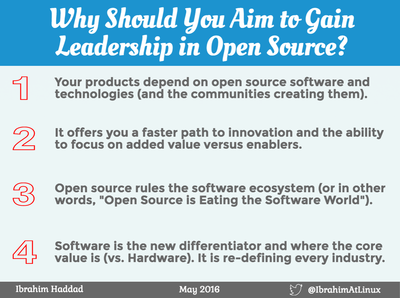 Why Should You Aim to Gain
Leadership in Open Source?
1 Your products depend on open source software and
technologies (and the communities creating them).
2 It offers you a faster path to innovation and the ability
to focus on added value versus enablers.
3 Open source rules the software ecosystem (or in other
words, "Open Source is Eating the Software World").
4 Software is the new differentiator and where the core
value is (vs. Hardware). It is re-defining every industry.
Ibrahim Haddad May 2016 @IbrahimAtLinux